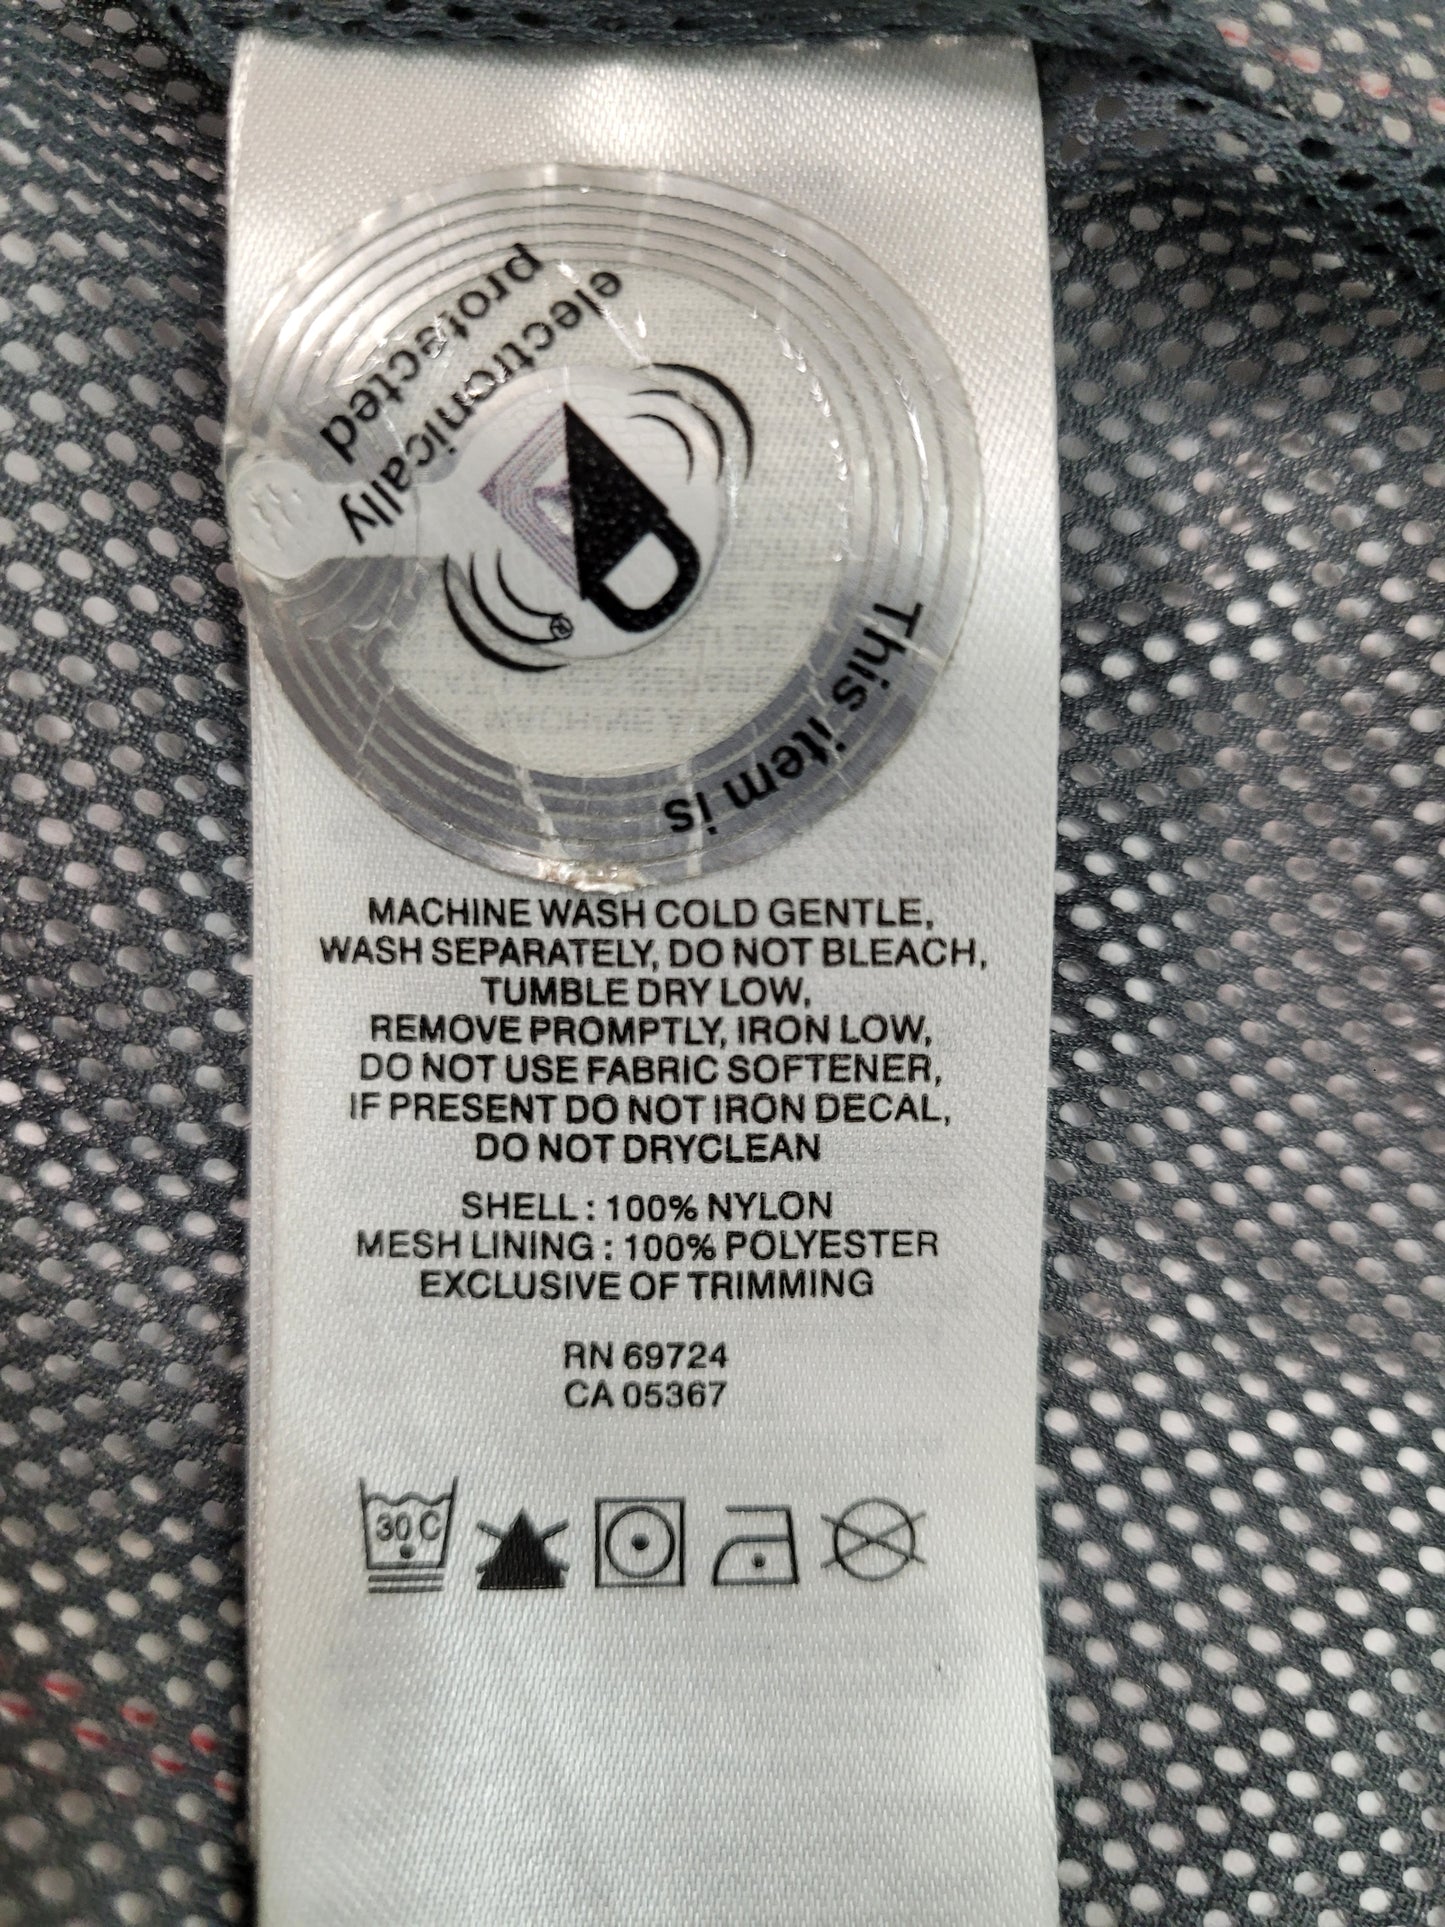 This item is
electronically
protected
®
MACHINE WASH COLD GENTLE,
WASH SEPARATELY, DO NOT BLEACH,
TUMBLE DRY LOW,
REMOVE PROMPTLY, IRON LOW,
DO NOT USE FABRIC SOFTENER,
IF PRESENT DO NOT IRON DECAL,
DO NOT DRYCLEAN
SHELL : 100% NYLON
MESH LINING : 100% POLYESTER
EXCLUSIVE OF TRIMMING
RN 69724
CA 05367
30 C